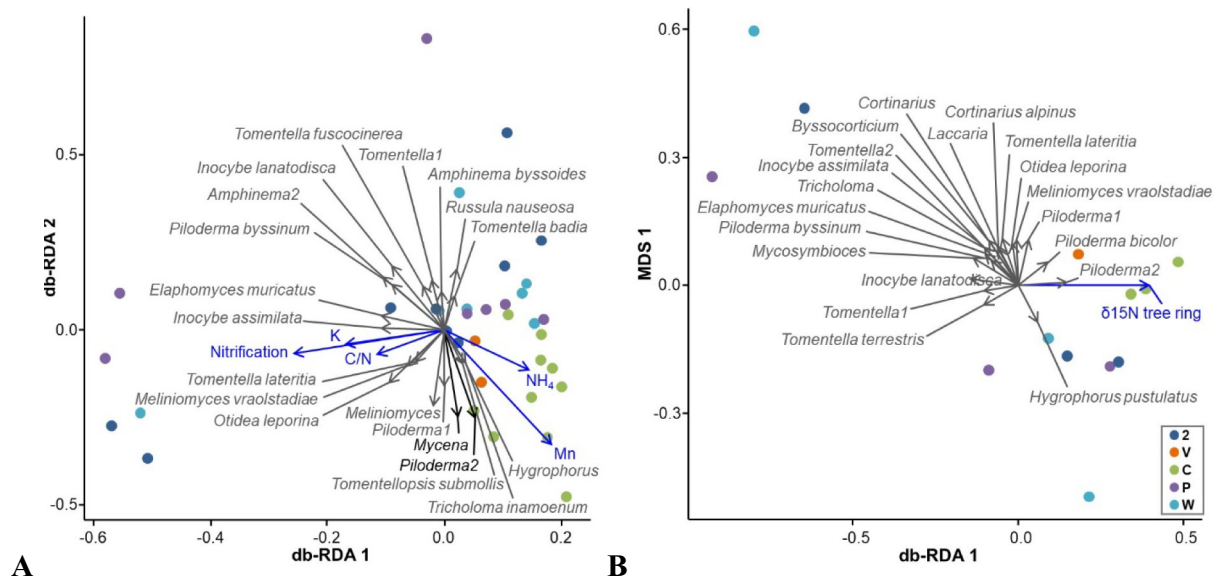 0.5
0.0
-0.5
-0.6
-0.4
-0.2
0.0
0.2
db-RDA 2
db-RDA 1
Tomentella fuscocinerea
Tomentella1
Inocybe lanatodisca
Amphinema byssoides
Amphinema2
Russula nauseosa
Piloderma byssinum
Tomentella badia
Elaphomyces muricatus
Inocybe assimilata
K
Nitrification
C/N
NH₄
Tomentella lateritia
Meliniomyces vraolstadiae
Otidea leporina
Meliniomyces
Piloderma1
Mycena
Mn
Piloderma2
Hygrophorus
Tomentellopsis submollis
Tricholoma inamoenum
A
0.6
0.3
0.0
-0.3
-0.5
0.0
0.5
MDS 1
db-RDA 1
Cortinarius
Cortinarius alpinus
Byssocorticium
Laccaria
Tomentella lateritia
Tomentella2
Inocybe assimilata
Otidea leporina
Tricholoma
Meliniomyces vraolstadiae
Elaphomyces muricatus
Piloderma1
Piloderma byssinum
Piloderma bicolor
Mycosymbioces
Inocybe lanatodisca
Piloderma2
δ15N tree ring
Tomentella1
Tomentella terrestris
Hygrophorus pustulatus
2
V
C
P
W
B